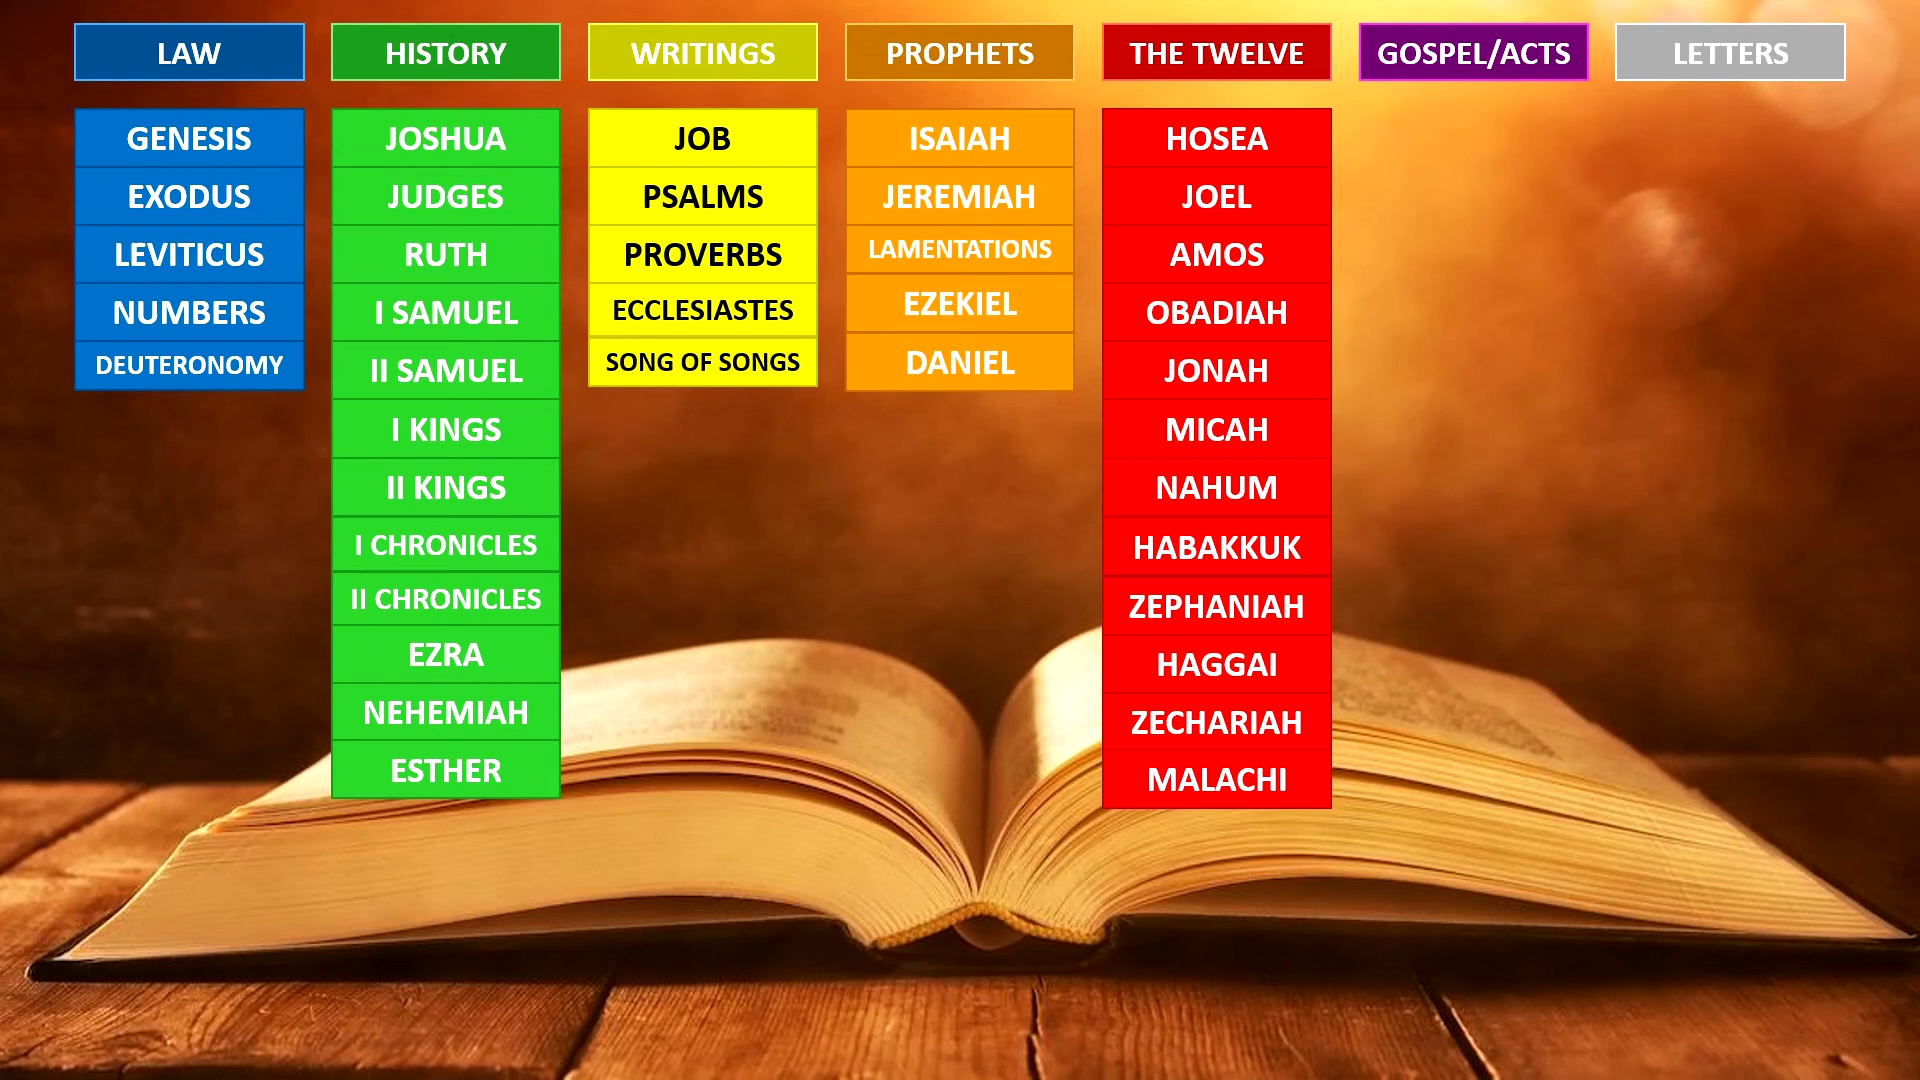 LAW
HISTORY
WRITINGS
PROPHETS
THE TWELVE
GOSPEL/ACTS
LETTERS
GENESIS
EXODUS
LEVITICUS
NUMBERS
DEUTERONOMY
JOSHUA
JUDGES
RUTH
I SAMUEL
II SAMUEL
I KINGS
II KINGS
I CHRONICLES
II CHRONICLES
EZRA
NEHEMIAH
ESTHER
JOB
PSALMS
PROVERBS
ECCLESIASTES
SONG OF SONGS
ISAIAH
JEREMIAH
LAMENTATIONS
EZEKIEL
DANIEL
HOSEA
JOEL
AMOS
OBADIAH
JONAH
MICAH
NAHUM
HABAKKUK
ZEPHANIAH
HAGGAI
ZECHARIAH
MALACHI